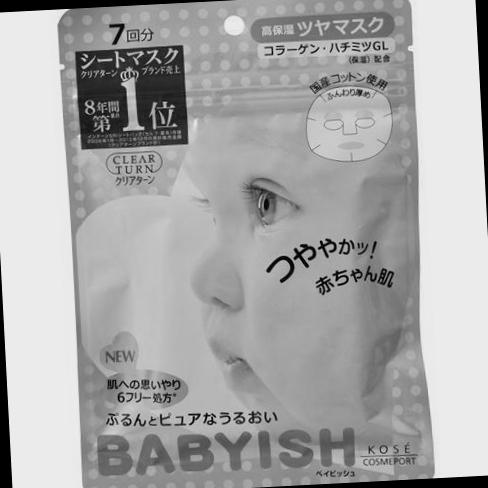 7回分
高保湿 ツヤマスク
コラーゲン・ハチミツGL
(保湿) 配合
シートマスク
クリアターン ブランド売上
8年間
第1位
国産コットン使用
ふんわり厚め
CLEAR
TURN
クリアターン
つややかッ!
赤ちゃん肌
NEW
肌への思いやり
6フリー処方*
ぷるんとピュアなうるおい
BABYISH
ベイビッシュ
KOSÉ
COSMEPORT